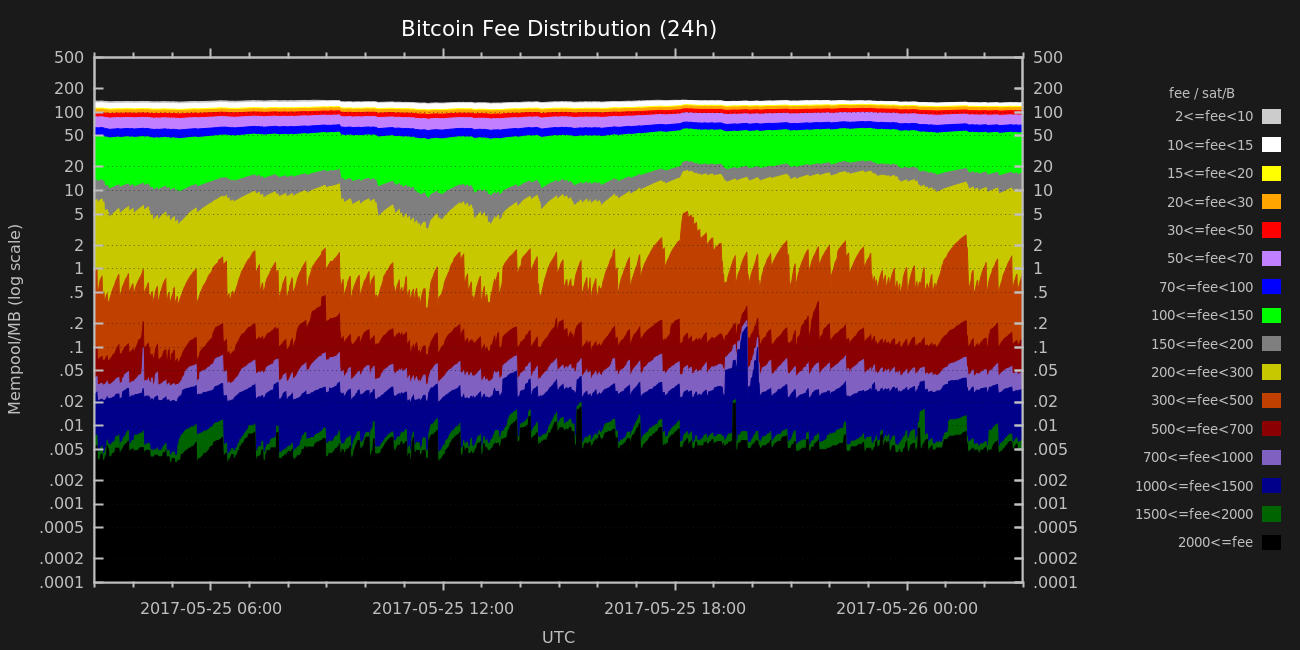 Bitcoin Fee Distribution (24h)
500 500
200 200
100 100
50 50
20 20
10 10
5 5
2 2
1 1
.5 .5
.2 .2
.1 .1
.05 .05
.02 .02
.01 .01
.005 .005
.002 .002
.001 .001
.0005 .0005
.0002 .0002
.0001 .0001
Mempool/MB (log scale)
2017-05-25 06:00 2017-05-25 12:00 2017-05-25 18:00 2017-05-26 00:00
UTC
fee / sat/B
2<=fee<10
10<=fee<15
15<=fee<20
20<=fee<30
30<=fee<50
50<=fee<70
70<=fee<100
100<=fee<150
150<=fee<200
200<=fee<300
300<=fee<500
500<=fee<700
700<=fee<1000
1000<=fee<1500
1500<=fee<2000
2000<=fee